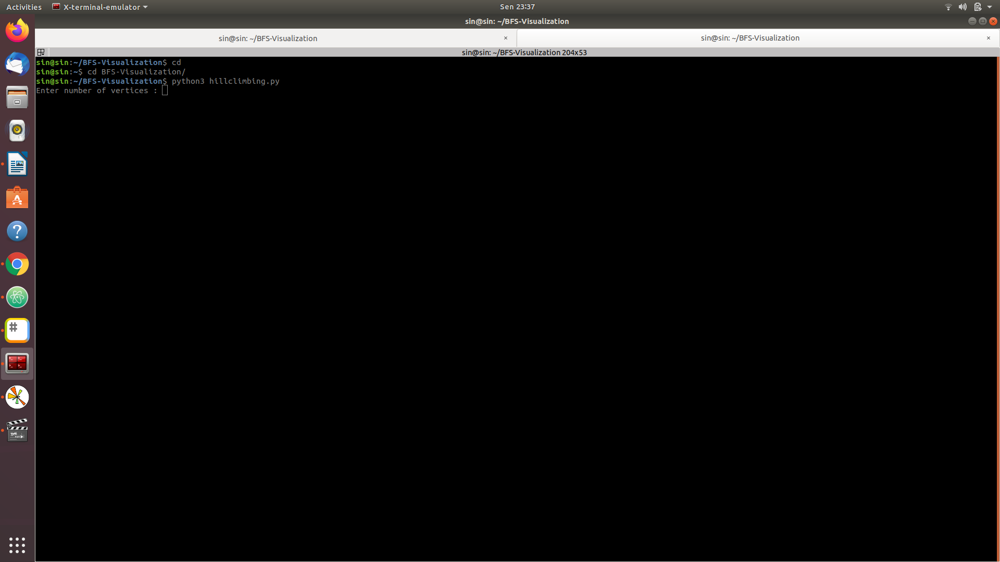 Activities X-terminal-emulator Sen 23:37
sin@sin: ~/BFS-Visualization
sin@sin: ~/BFS-Visualization × sin@sin: ~/BFS-Visualization ×
sin@sin: ~/BFS-Visualization 204x53
sin@sin:~/BFS-Visualization$ cd
sin@sin:~$ cd BFS-Visualization/
sin@sin:~/BFS-Visualization$ python3 hillclimbing.py
Enter number of vertices :